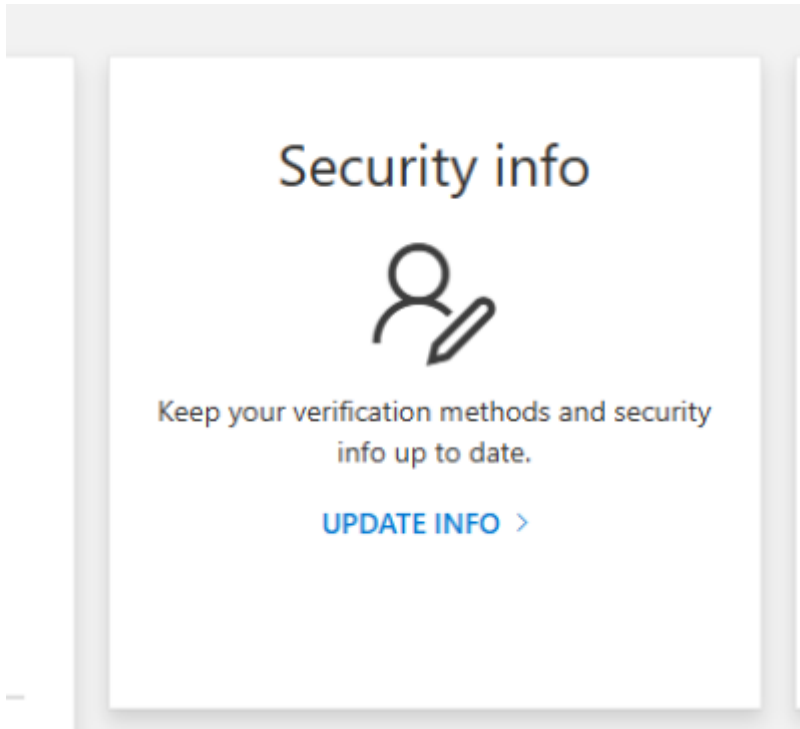 Security info
Keep your verification methods and security
info up to date.
UPDATE INFO >